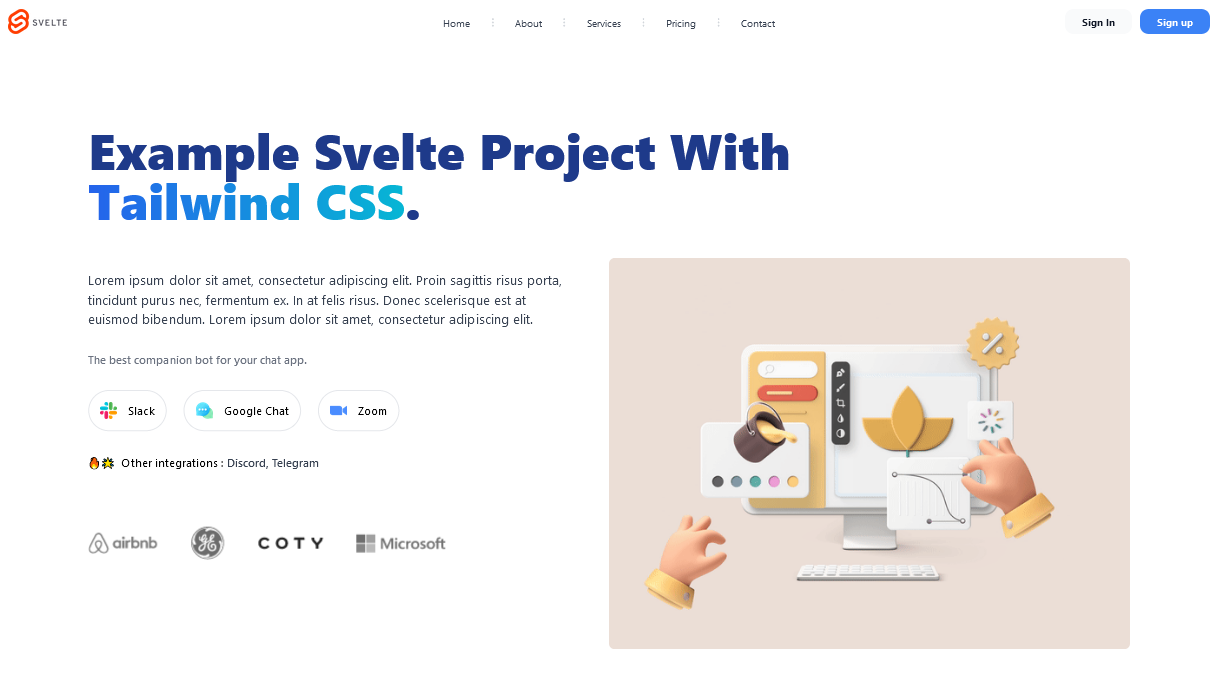 SVELTE
Home
About
Services
Pricing
Contact
Sign In
Sign up
Example Svelte Project With
Tailwind CSS.
Lorem ipsum dolor sit amet, consectetur adipiscing elit. Proin sagittis risus porta,
tincidunt purus nec, fermentum ex. In at felis risus. Donec scelerisque est at
euismod bibendum. Lorem ipsum dolor sit amet, consectetur adipiscing elit.
The best companion bot for your chat app.
Slack
Google Chat
Zoom
Other integrations : Discord, Telegram
airbnb
GE
COTY
Microsoft
%